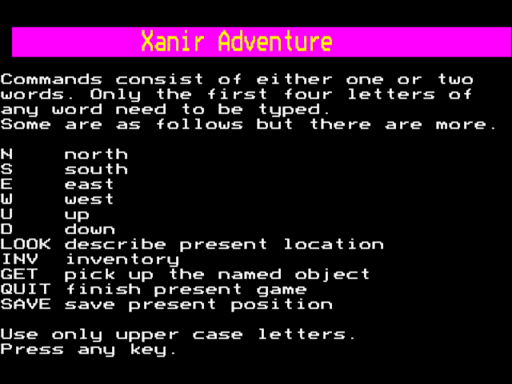 Xanir Adventure
Commands consist of either one or two
words. Only the first four letters of
any word need to be typed.
Some are as follows but there are more.
N north
S south
E east
W west
U up
D down
LOOK describe present location
INV inventory
GET pick up the named object
QUIT finish present game
SAVE save present position
Use only upper case letters.
Press any key.